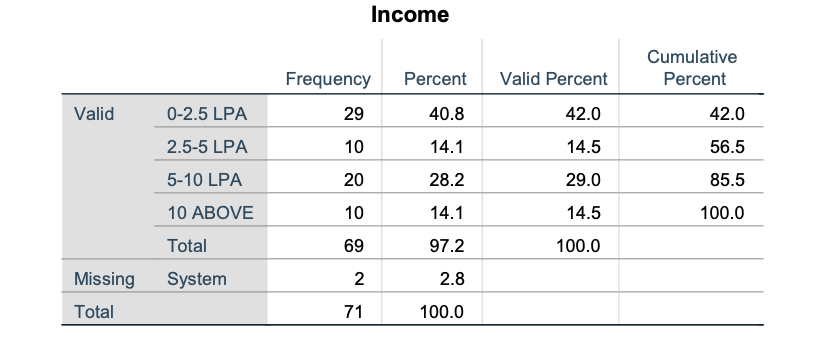 Income
Frequency Percent Valid Percent Cumulative Percent
Valid 0-2.5 LPA 29 40.8 42.0 42.0
2.5-5 LPA 10 14.1 14.5 56.5
5-10 LPA 20 28.2 29.0 85.5
10 ABOVE 10 14.1 14.5 100.0
Total 69 97.2 100.0
Missing System 2 2.8
Total 71 100.0